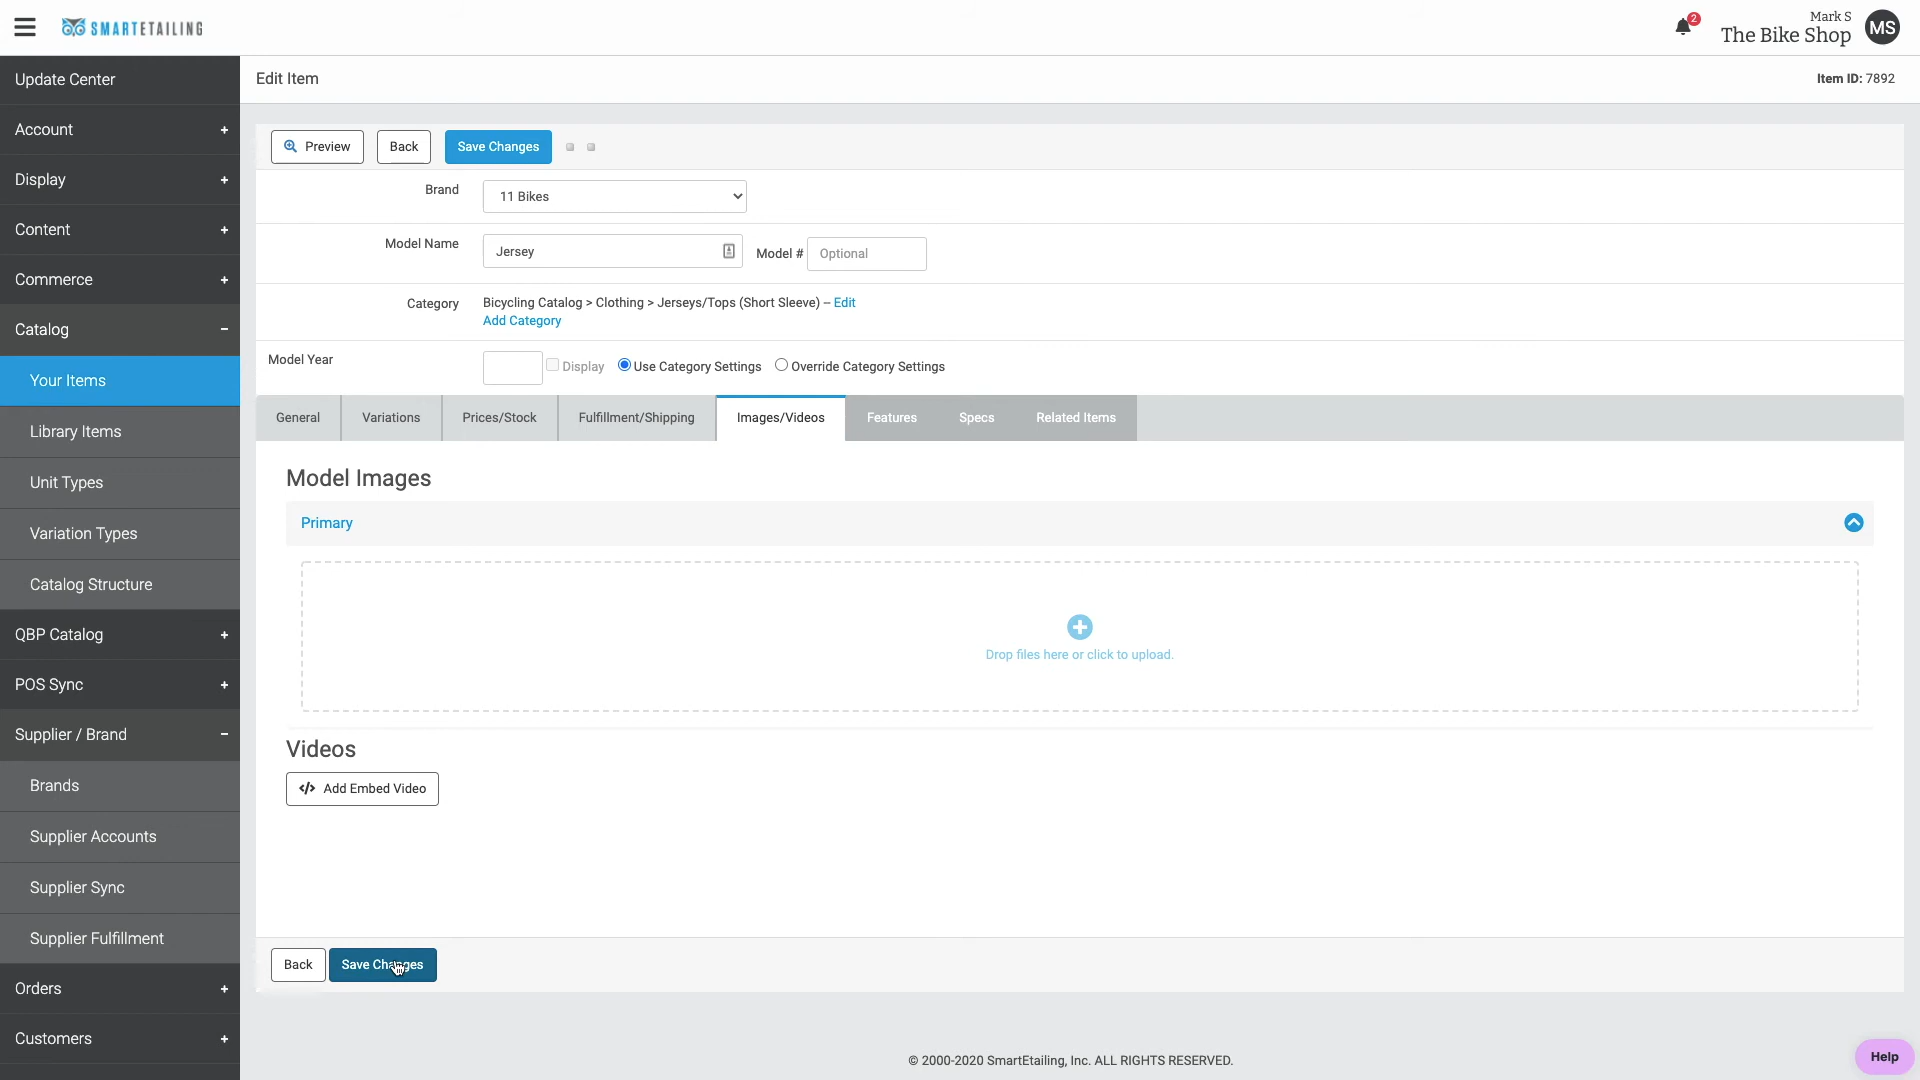 SMARTETAILING
2
Mark S
The Bike Shop
MS
Update Center
Account +
Display +
Content +
Commerce +
Catalog −
Your Items
Library Items
Unit Types
Variation Types
Catalog Structure
QBP Catalog +
POS Sync +
Supplier / Brand −
Brands
Supplier Accounts
Supplier Sync
Supplier Fulfillment
Orders +
Customers +
Edit Item
Item ID: 7892
Preview Back Save Changes
Brand 11 Bikes
Model Name Jersey Model # Optional
Category Bicycling Catalog > Clothing > Jerseys/Tops (Short Sleeve) – Edit
Add Category
Model Year Display Use Category Settings Override Category Settings
General Variations Prices/Stock Fulfillment/Shipping Images/Videos Features Specs Related Items
Model Images
Primary
Drop files here or click to upload.
Videos
</> Add Embed Video
Back Save Changes
© 2000-2020 SmartEtailing, Inc. ALL RIGHTS RESERVED.
Help